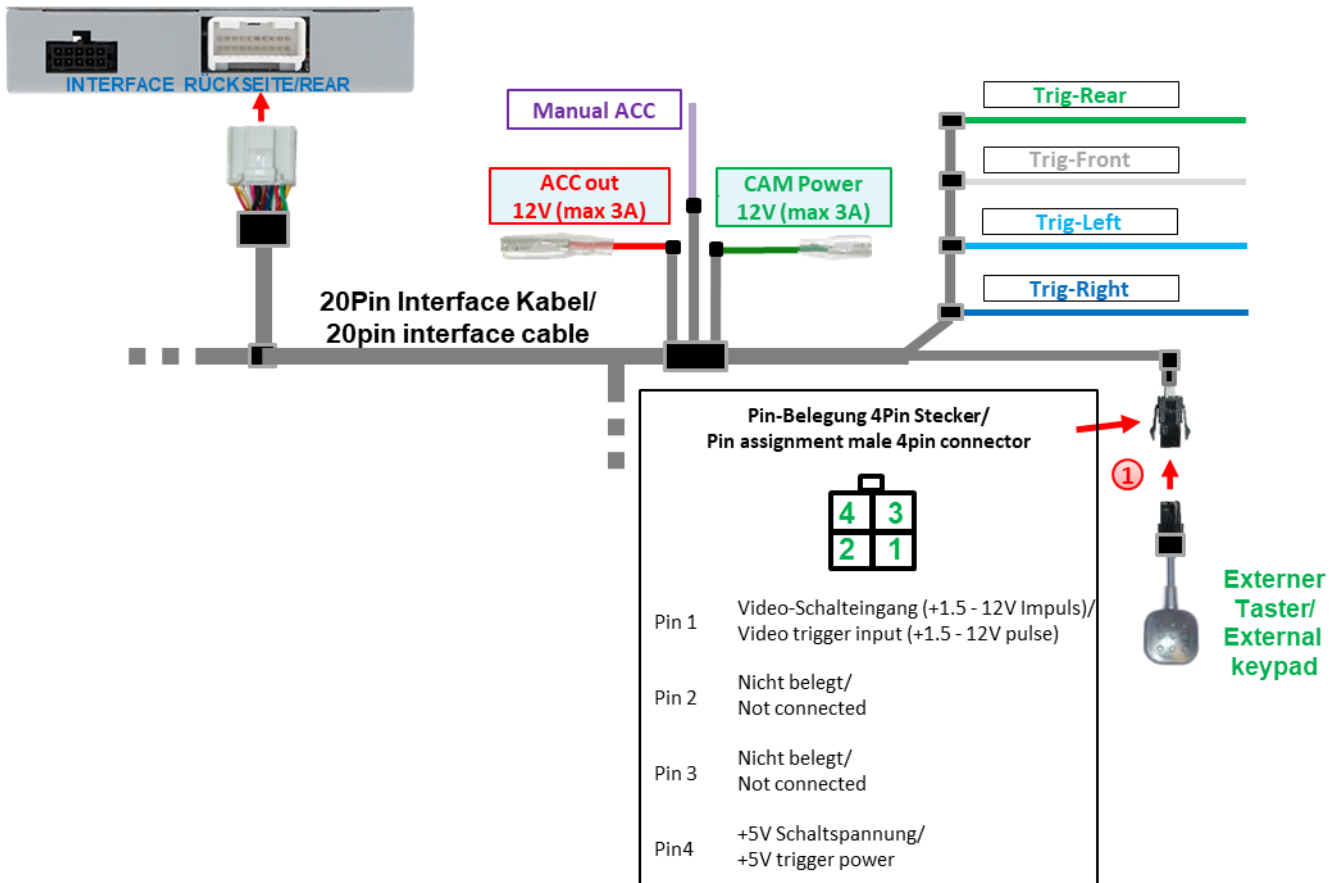 INTERFACE RÜCKSEITE/REAR
Manual ACC
ACC out
12V (max 3A)
CAM Power
12V (max 3A)
Trig-Rear
Trig-Front
Trig-Left
Trig-Right
20Pin Interface Kabel/
20pin interface cable
Pin-Belegung 4Pin Stecker/
Pin assignment male 4pin connector
4 3
2 1
1
Externer
Taster/
External
keypad
Pin 1
Video-Schalteingang (+1.5 - 12V Impuls)/
Video trigger input (+1.5 - 12V pulse)
Pin 2
Nicht belegt/
Not connected
Pin 3
Nicht belegt/
Not connected
Pin4
+5V Schaltspannung/
+5V trigger power